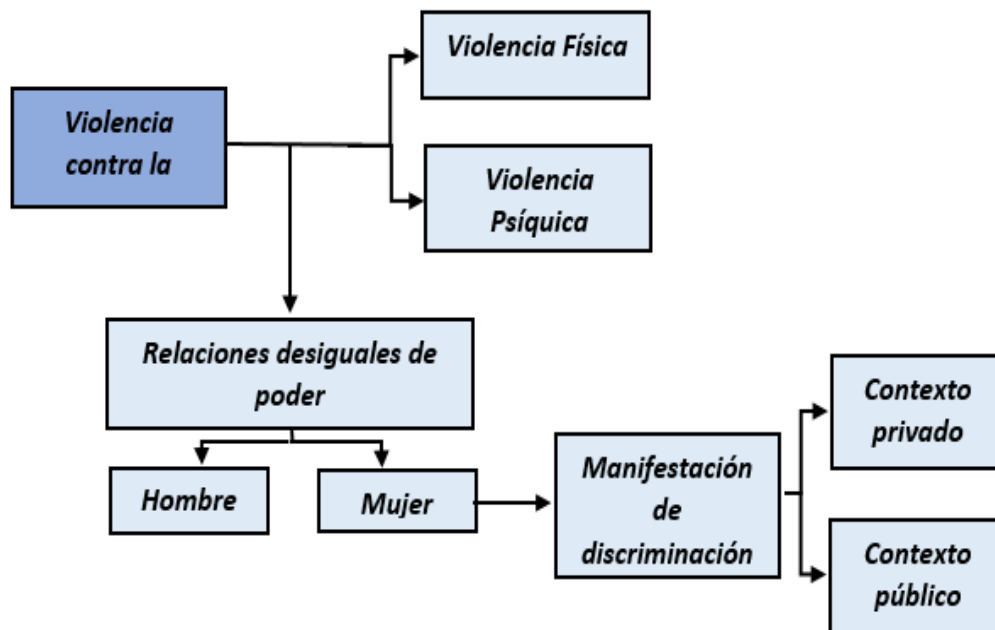 Violencia Física
Violencia
contra la
Violencia
Psíquica
Relaciones desiguales de
poder
Hombre
Mujer
Manifestación
de
discriminación
Contexto
privado
Contexto
público